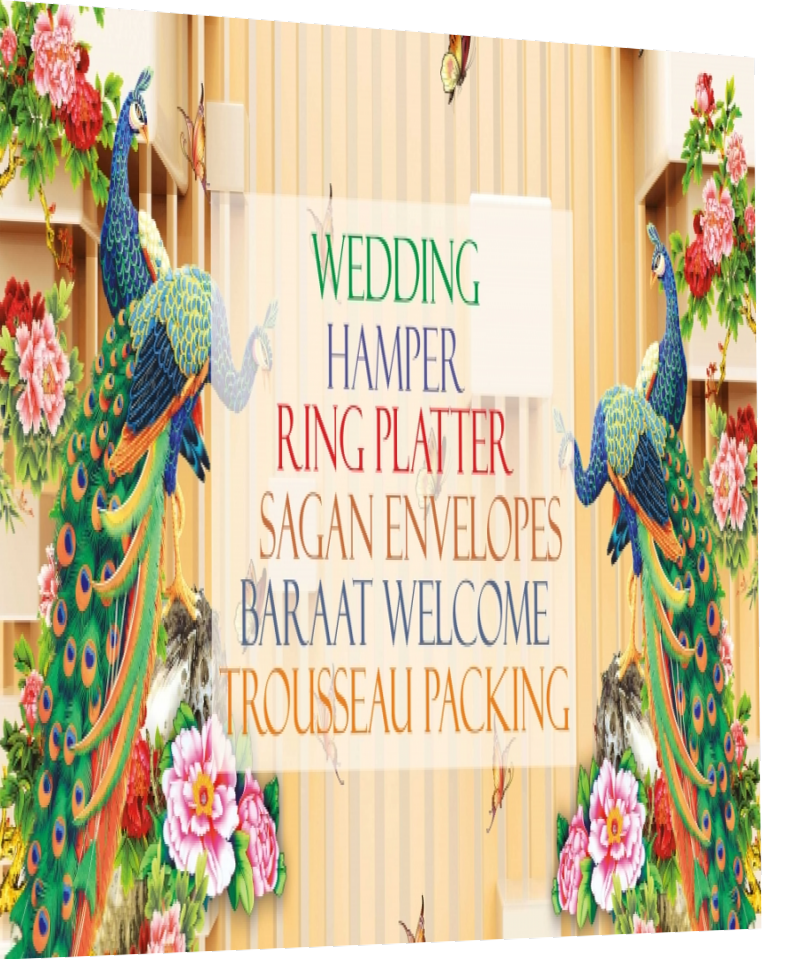 WEDDING
HAMPER
RING PLATTER
SAGAN ENVELOPES
BARAAT WELCOME
TROUSSEAU PACKING